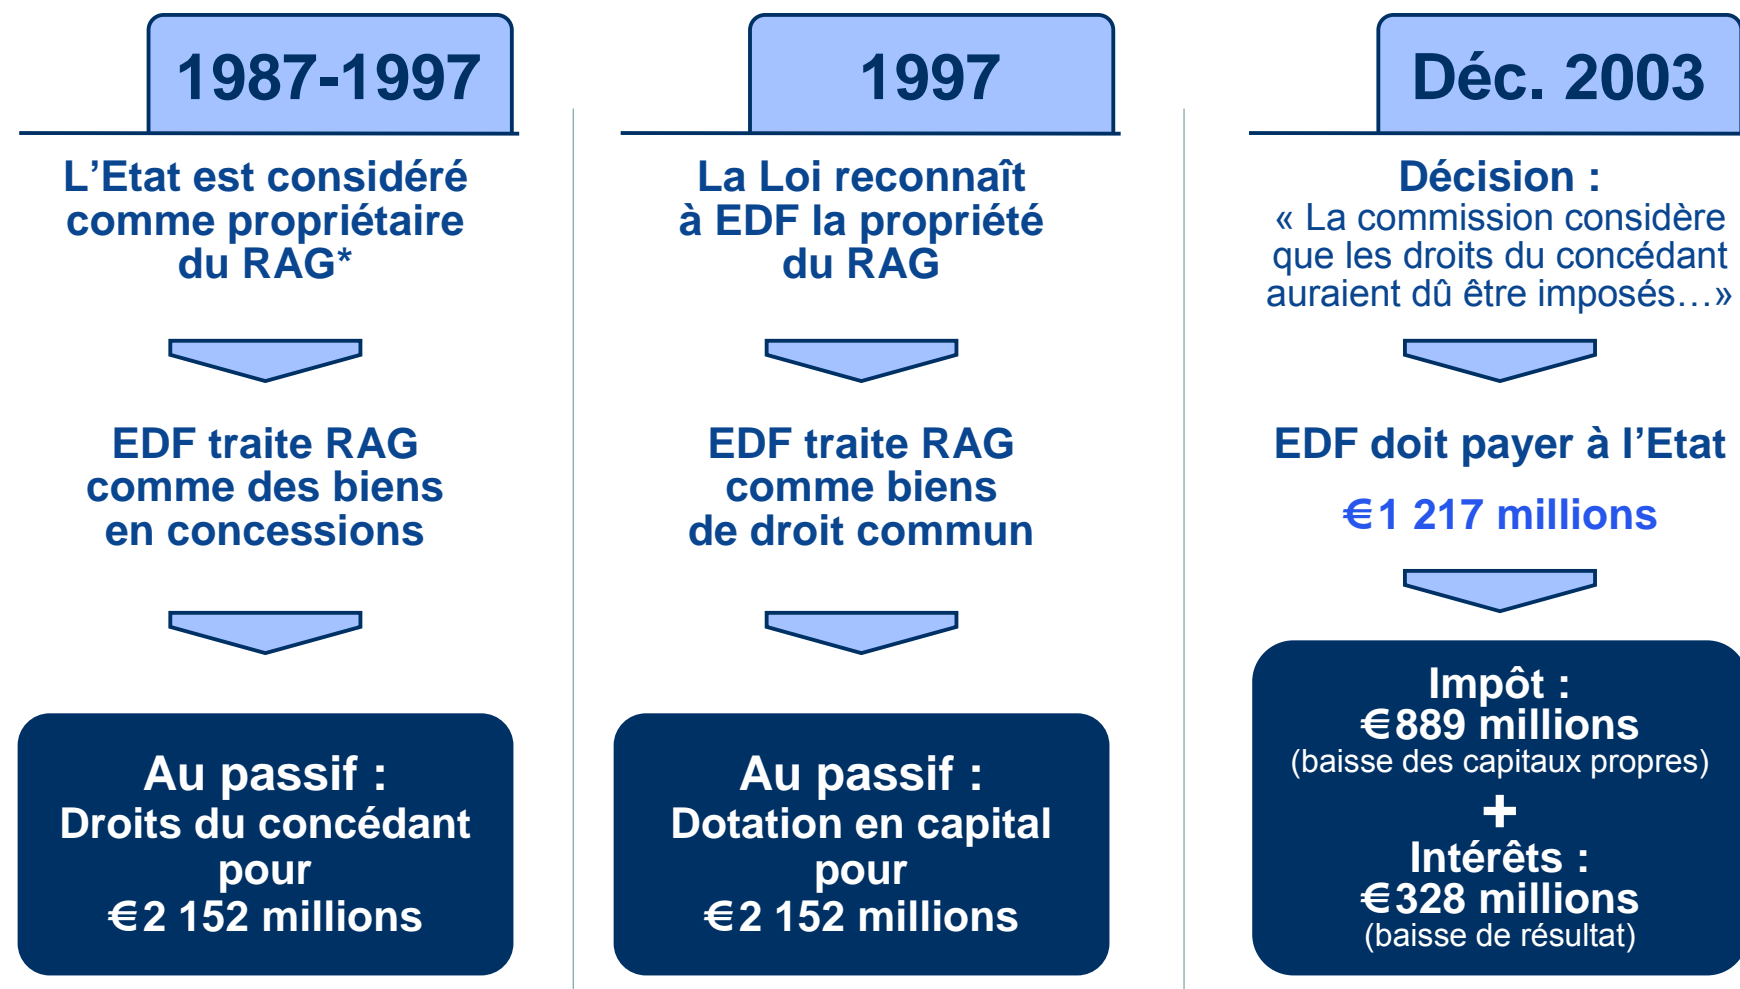 1987-1997
L’Etat est considéré
comme propriétaire
du RAG*
EDF traite RAG
comme des biens
en concessions
Au passif :
Droits du concédant
pour
€2 152 millions
1997
La Loi reconnaît
à EDF la propriété
du RAG
EDF traite RAG
comme biens
de droit commun
Au passif :
Dotation en capital
pour
€2 152 millions
Déc. 2003
Décision :
« La commission considère
que les droits du concédant
auraient dû être imposés…»
EDF doit payer à l’Etat
€1 217 millions
Impôt :
€889 millions
(baisse des capitaux propres)
+
Intérêts :
€328 millions
(baisse de résultat)